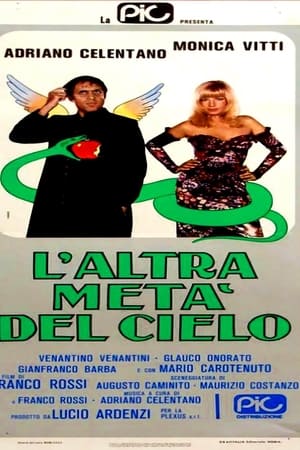 La PIC PRESENTA
ADRIANO CELENTANO MONICA VITTI
L'ALTRA
META'
DEL CIELO
VENANTINO VENANTINI · GLAUCO ONORATO
GIANFRANCO BARBA E CON MARIO CAROTENUTO
FILM DI SCENEGGIATURA DI
RANCO ROSSI AUGUSTO CAMINITO · MAURIZIO COSTANZO
MUSICA A CURA DI
FRANCO ROSSI · ADRIANO CELENTANO
PRODOTTO DA LUCIO ARDENZI PER LA PLEXUS s.r.l.
PIC
DISTRIBUZIONE